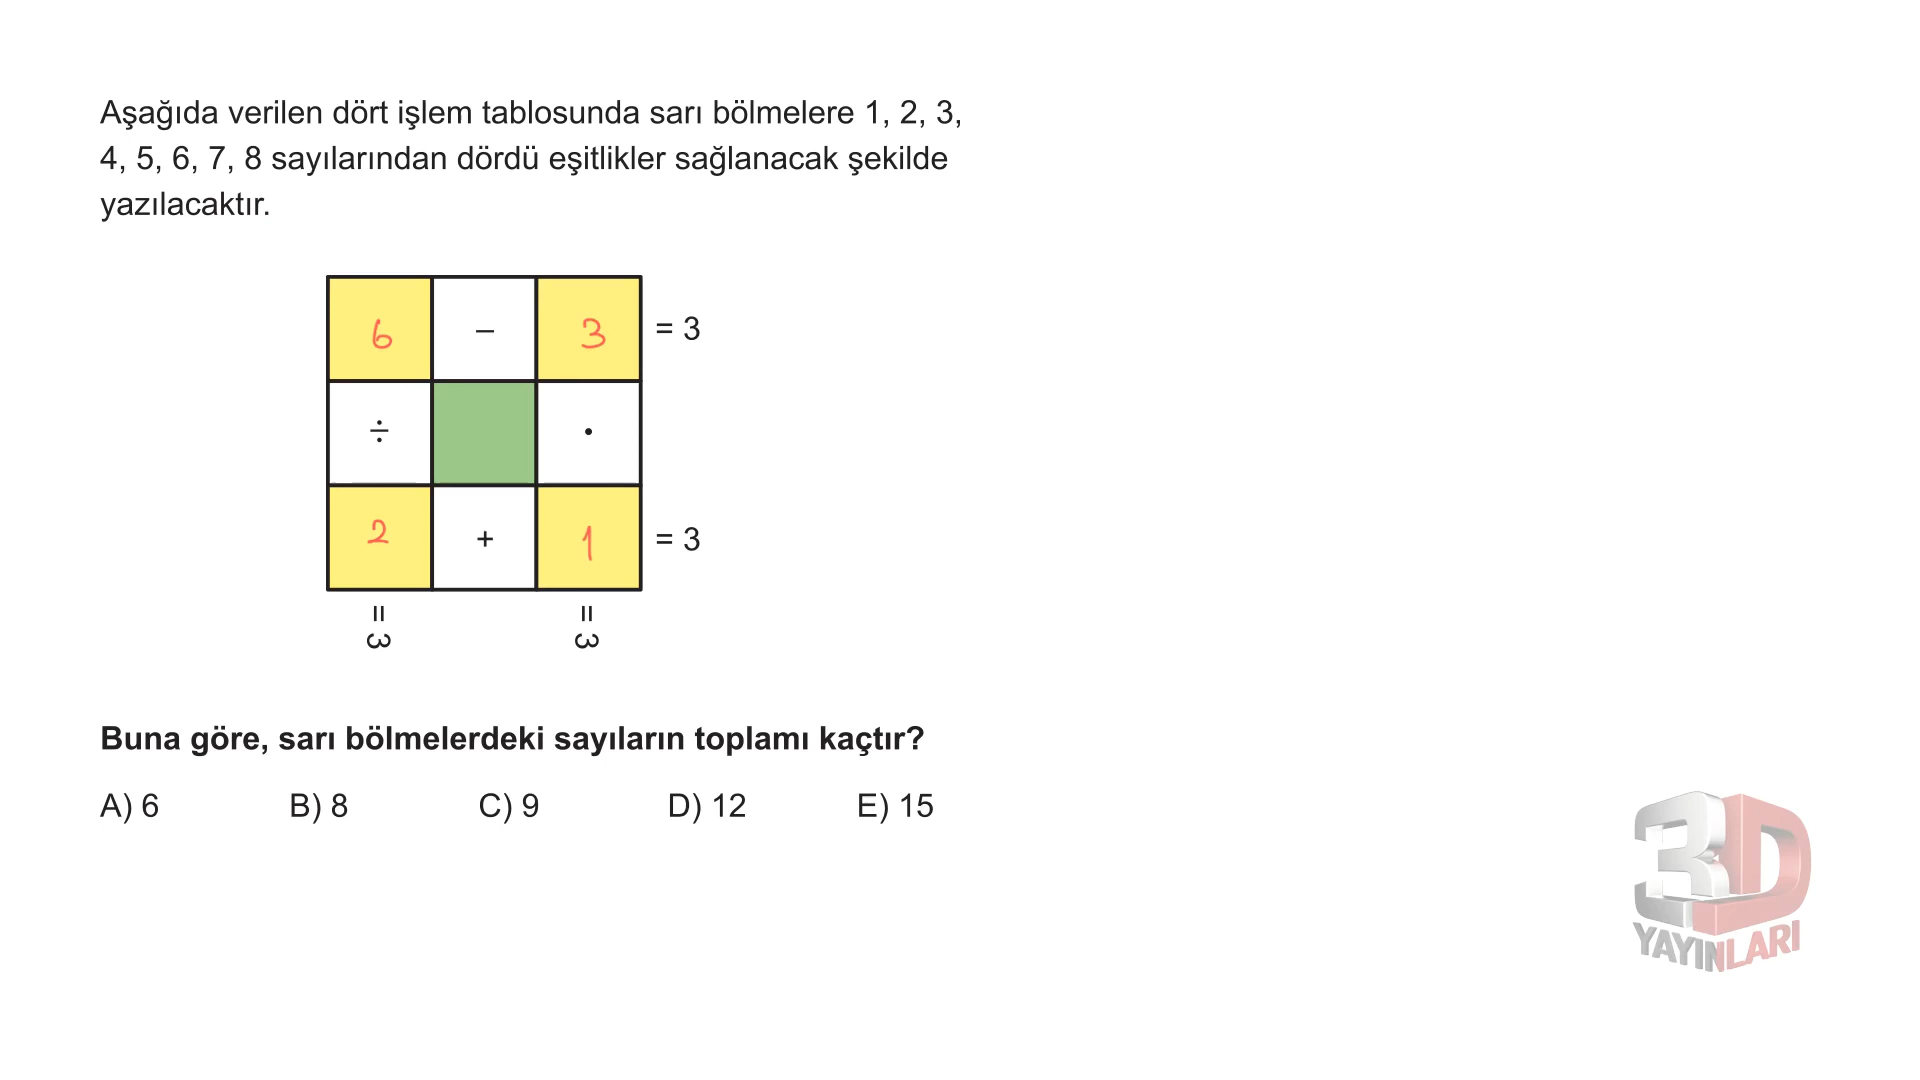 Aşağıda verilen dört işlem tablosunda sarı bölmelere 1, 2, 3,
4, 5, 6, 7, 8 sayılarından dördü eşitlikler sağlanacak şekilde
yazılacaktır.
6 – 3 = 3
÷ •
2 + 1 = 3
= 3 = 3
Buna göre, sarı bölmelerdeki sayıların toplamı kaçtır?
A) 6 B) 8 C) 9 D) 12 E) 15
3D
YAYINLARI